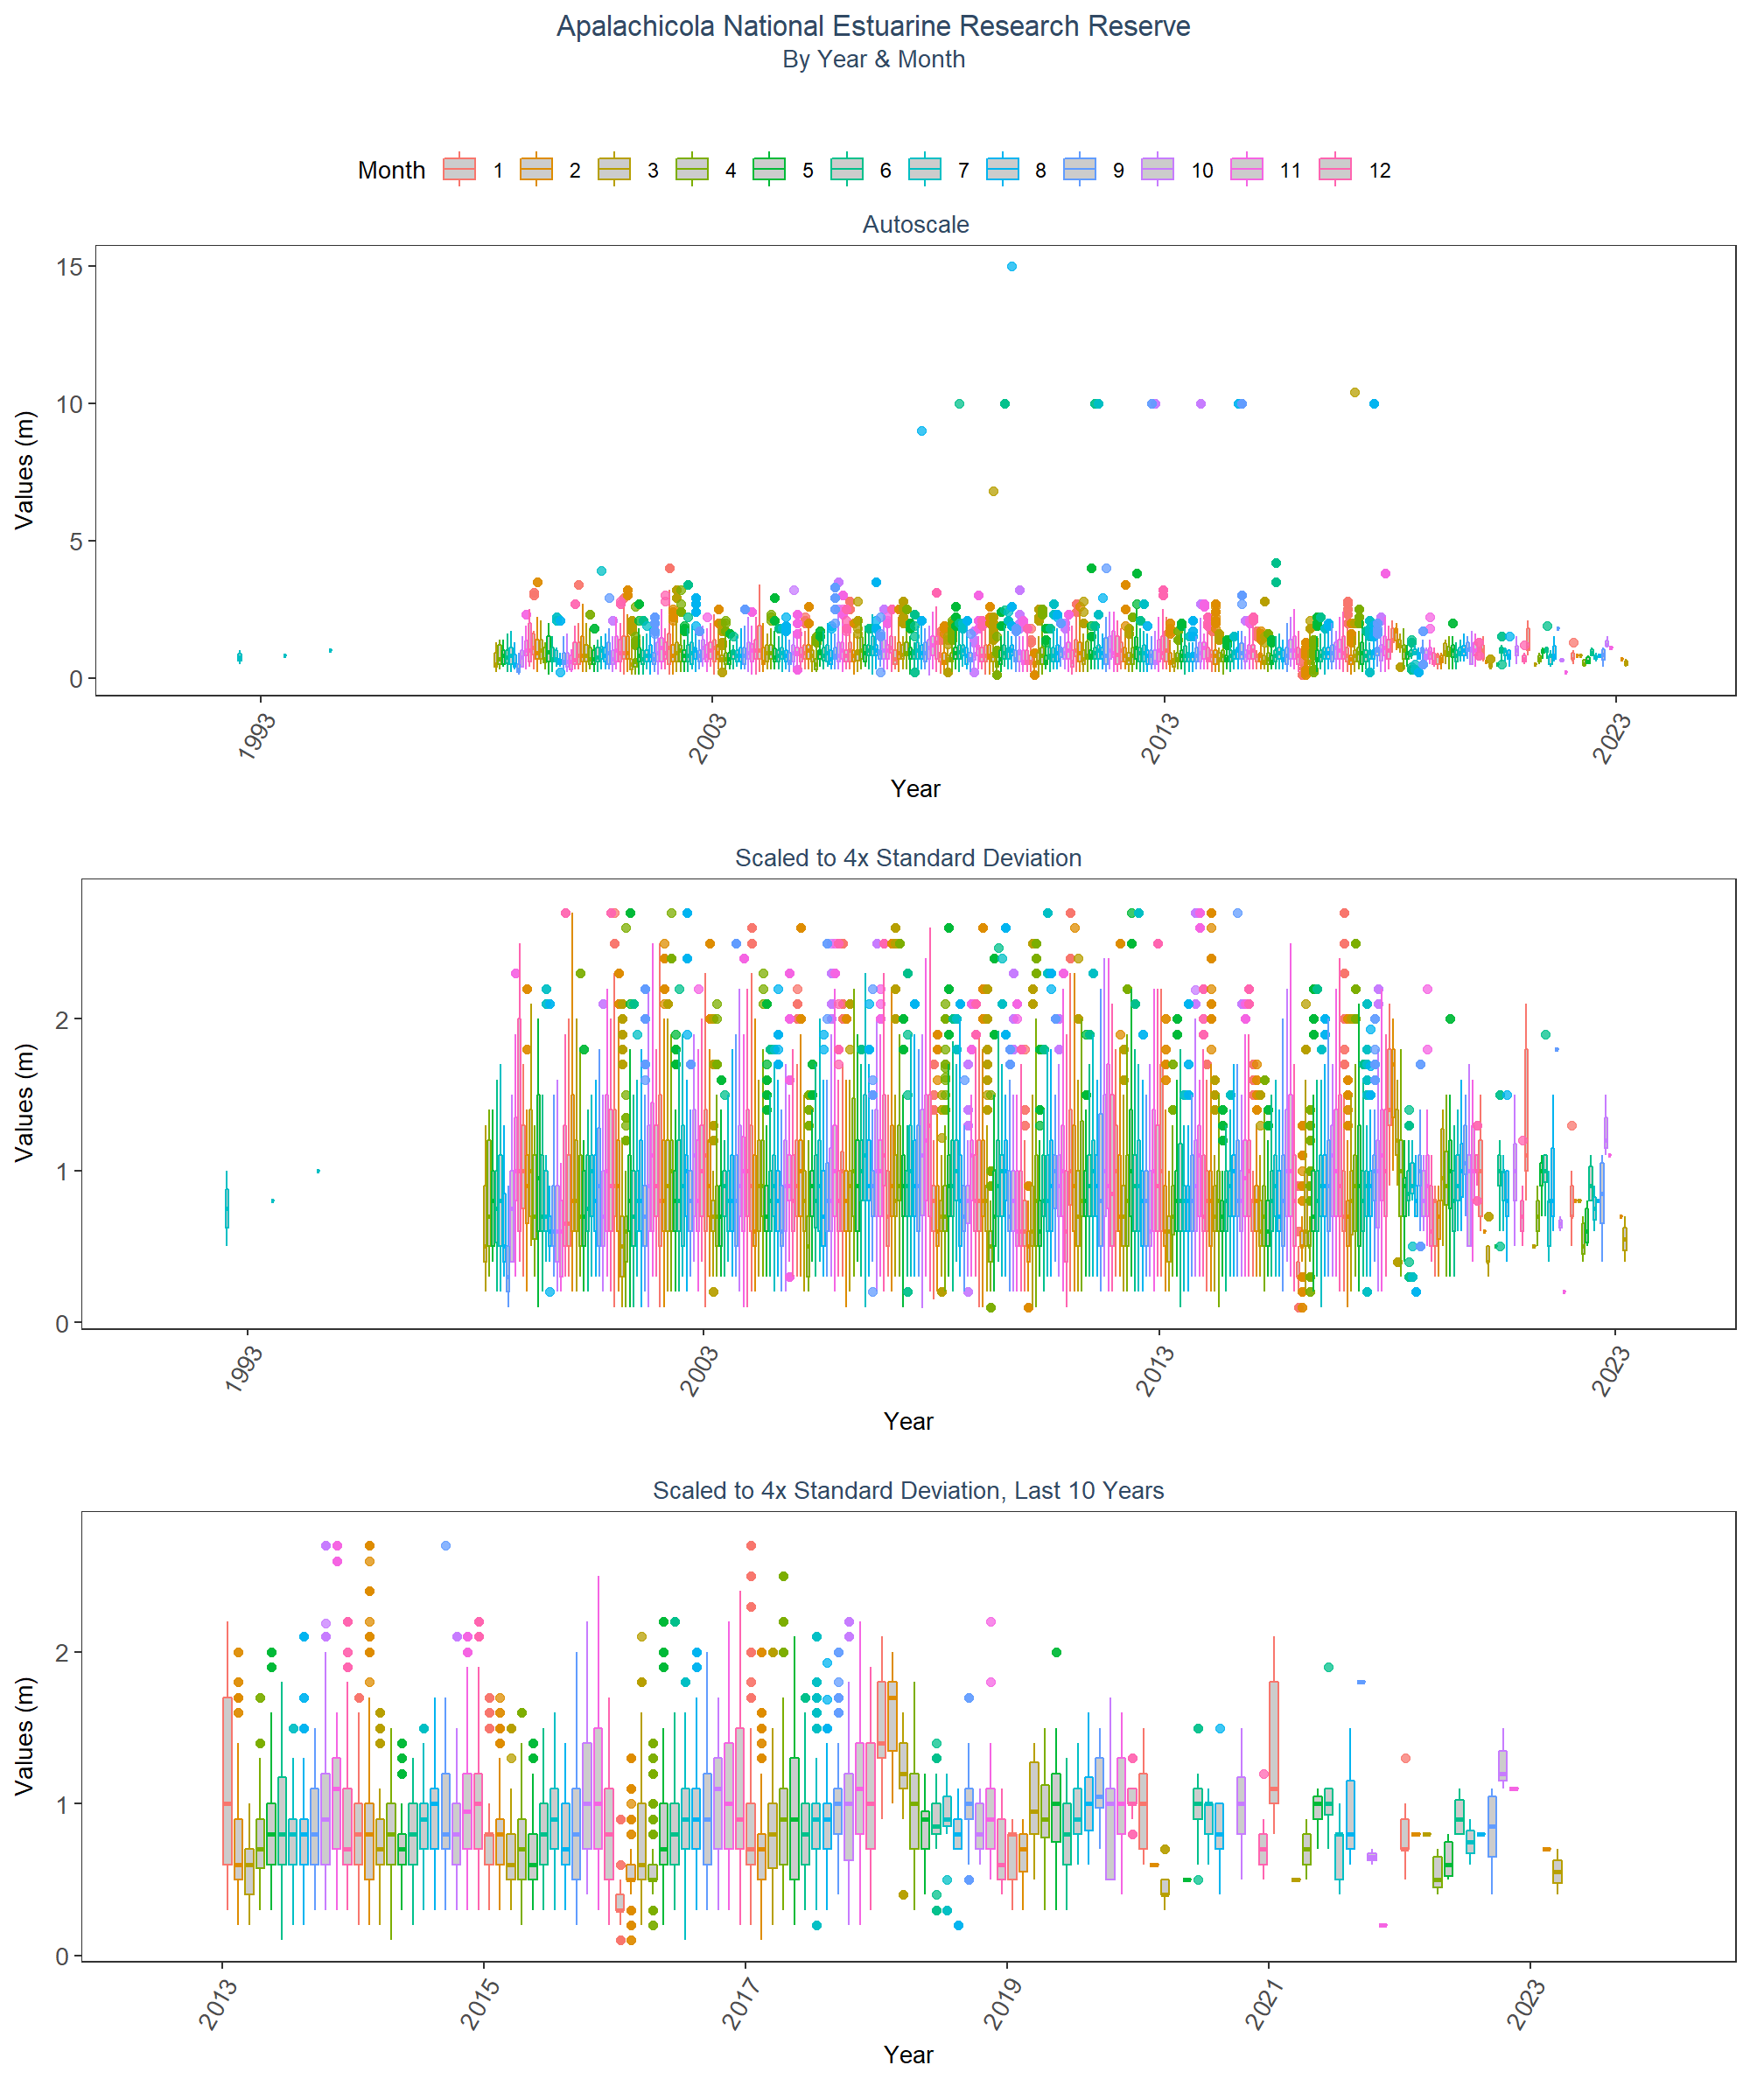 Apalachicola National Estuarine Research Reserve
By Year & Month
Month 1 2 3 4 5 6 7 8 9 10 11 12
Autoscale
Values (m)
15
10
5
0
1993 2003 2013 2023
Year
Scaled to 4x Standard Deviation
Values (m)
2
1
0
1993 2003 2013 2023
Year
Scaled to 4x Standard Deviation, Last 10 Years
Values (m)
2
1
0
2013 2015 2017 2019 2021 2023
Year